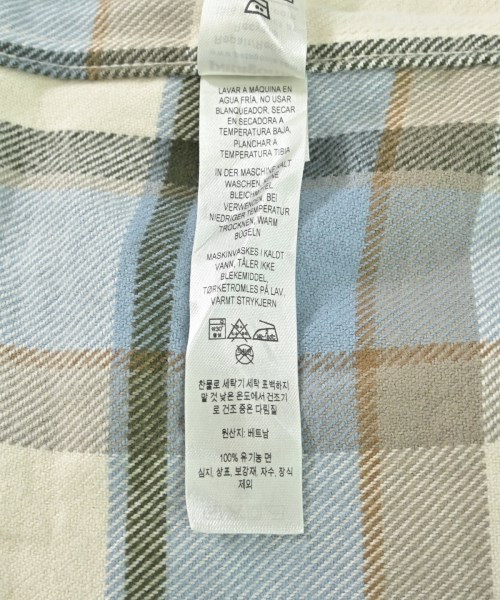 LAVAR A MÁQUINA EN
AGUA FRÍA, NO USAR
BLANQUEADOR, SECAR
EN SECADORA A
TEMPERATURA BAJA,
PLANCHAR A
TEMPERATURA TIBIA
IN DER MASCHINE KALT
WASCHEN,
BLEICHMITTEL
VERWENDEN, BEI
NIEDRIGER TEMPERATUR
TROCKNEN, WARM
BÜGELN
MASKINVASKES I KALDT
VANN, TÅLER IKKE
BLEKEMIDDEL,
TØRKETROMLES PÅ LAV,
VARMT STRYKJERN
찬물로 세탁기 세탁 표백하지
말 것 낮은 온도에서 건조기
로 건조 중온 다림질
원산지: 베트남
100% 유기농 면
심지, 상표, 보강재, 자수, 장식
제외